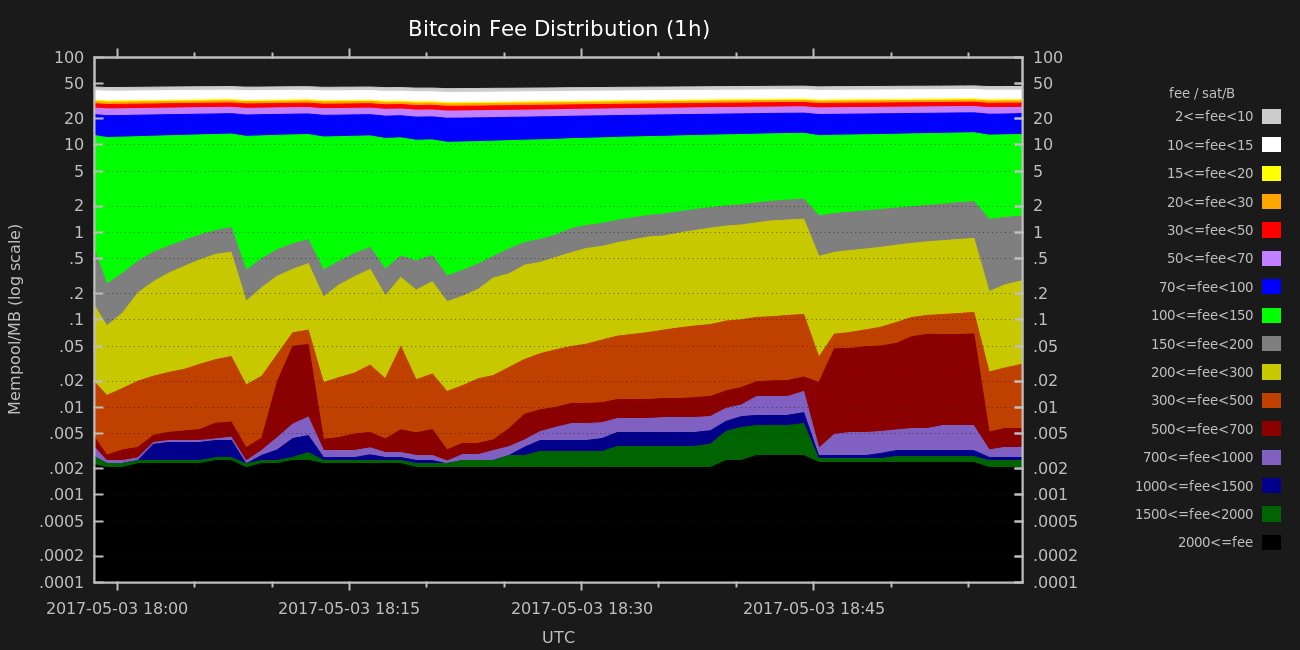 Bitcoin Fee Distribution (1h)
100
50
20
10
5
2
1
.5
.2
.1
.05
.02
.01
.005
.002
.001
.0005
.0002
.0001
Mempool/MB (log scale)
100
50
20
10
5
2
1
.5
.2
.1
.05
.02
.01
.005
.002
.001
.0005
.0002
.0001
2017-05-03 18:00
2017-05-03 18:15
2017-05-03 18:30
2017-05-03 18:45
UTC
fee / sat/B
2<=fee<10
10<=fee<15
15<=fee<20
20<=fee<30
30<=fee<50
50<=fee<70
70<=fee<100
100<=fee<150
150<=fee<200
200<=fee<300
300<=fee<500
500<=fee<700
700<=fee<1000
1000<=fee<1500
1500<=fee<2000
2000<=fee